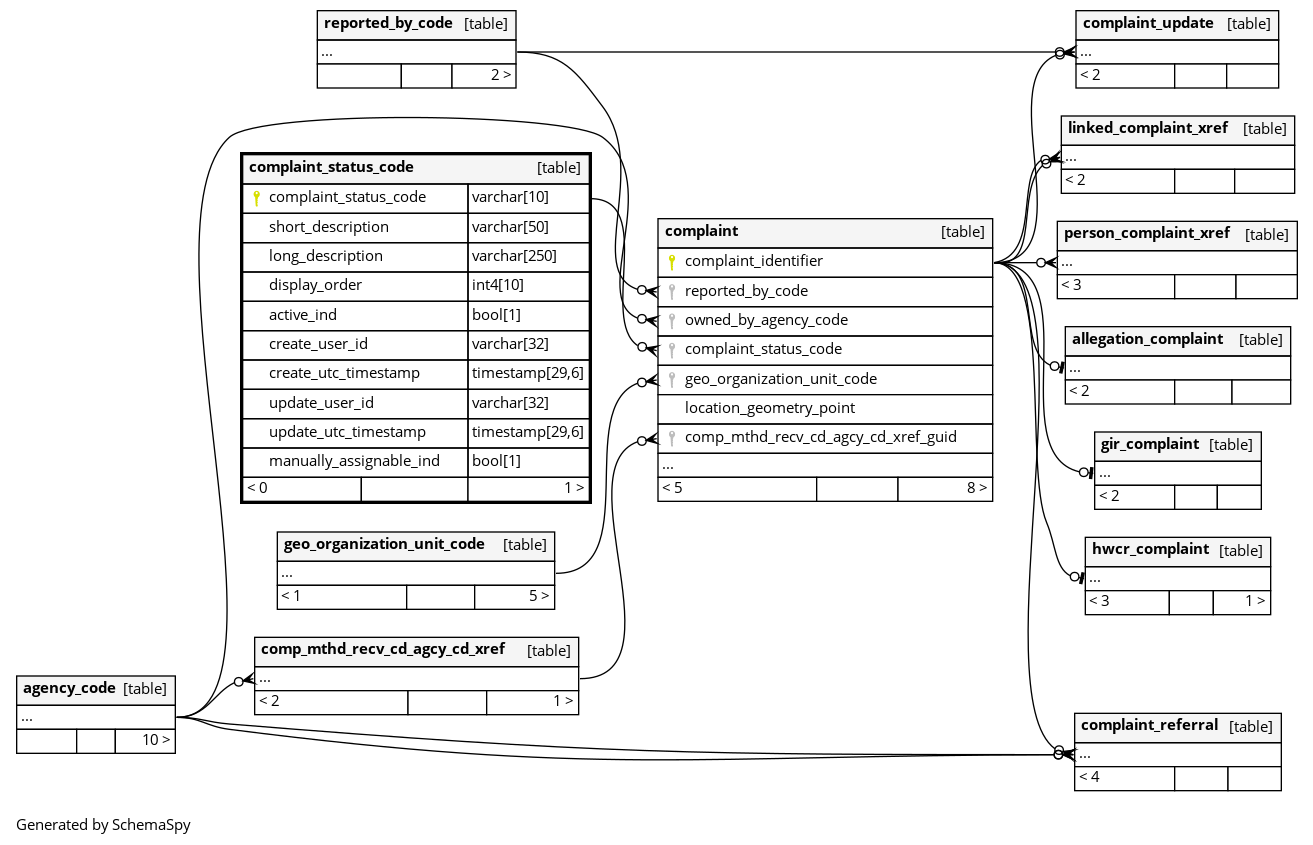 reported_by_code [table]
...
2 >
complaint_status_code [table]
complaint_status_code varchar[10]
short_description varchar[50]
long_description varchar[250]
display_order int4[10]
active_ind bool[1]
create_user_id varchar[32]
create_utc_timestamp timestamp[29,6]
update_user_id varchar[32]
update_utc_timestamp timestamp[29,6]
manually_assignable_ind bool[1]
< 0 1 >
geo_organization_unit_code [table]
...
< 1 5 >
comp_mthd_recv_cd_agcy_cd_xref [table]
...
< 2 1 >
agency_code [table]
...
10 >
complaint [table]
complaint_identifier
reported_by_code
owned_by_agency_code
complaint_status_code
geo_organization_unit_code
location_geometry_point
comp_mthd_recv_cd_agcy_cd_xref_guid
...
< 5 8 >
complaint_update [table]
...
< 2
linked_complaint_xref [table]
...
< 2
person_complaint_xref [table]
...
< 3
allegation_complaint [table]
...
< 2
gir_complaint [table]
...
< 2
hwcr_complaint [table]
...
< 3 1 >
complaint_referral [table]
...
< 4
Generated by SchemaSpy